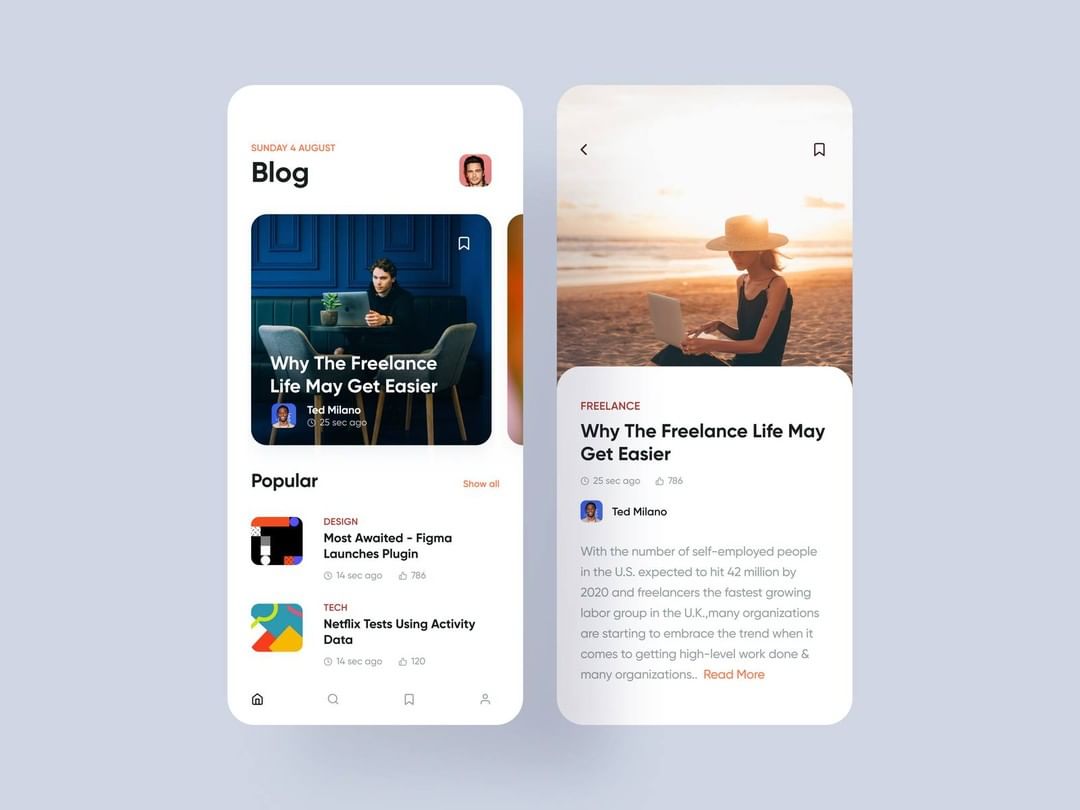 SUNDAY 4 AUGUST
Blog
Why The Freelance
Life May Get Easier
Ted Milano
25 sec ago
Popular
Show all
DESIGN
Most Awaited - Figma
Launches Plugin
14 sec ago 786
TECH
Netflix Tests Using Activity
Data
14 sec ago 120
FREELANCE
Why The Freelance Life May
Get Easier
25 sec ago 786
Ted Milano
With the number of self-employed people
in the U.S. expected to hit 42 million by
2020 and freelancers the fastest growing
labor group in the U.K.,many organizations
are starting to embrace the trend when it
comes to getting high-level work done &
many organizations.. Read More